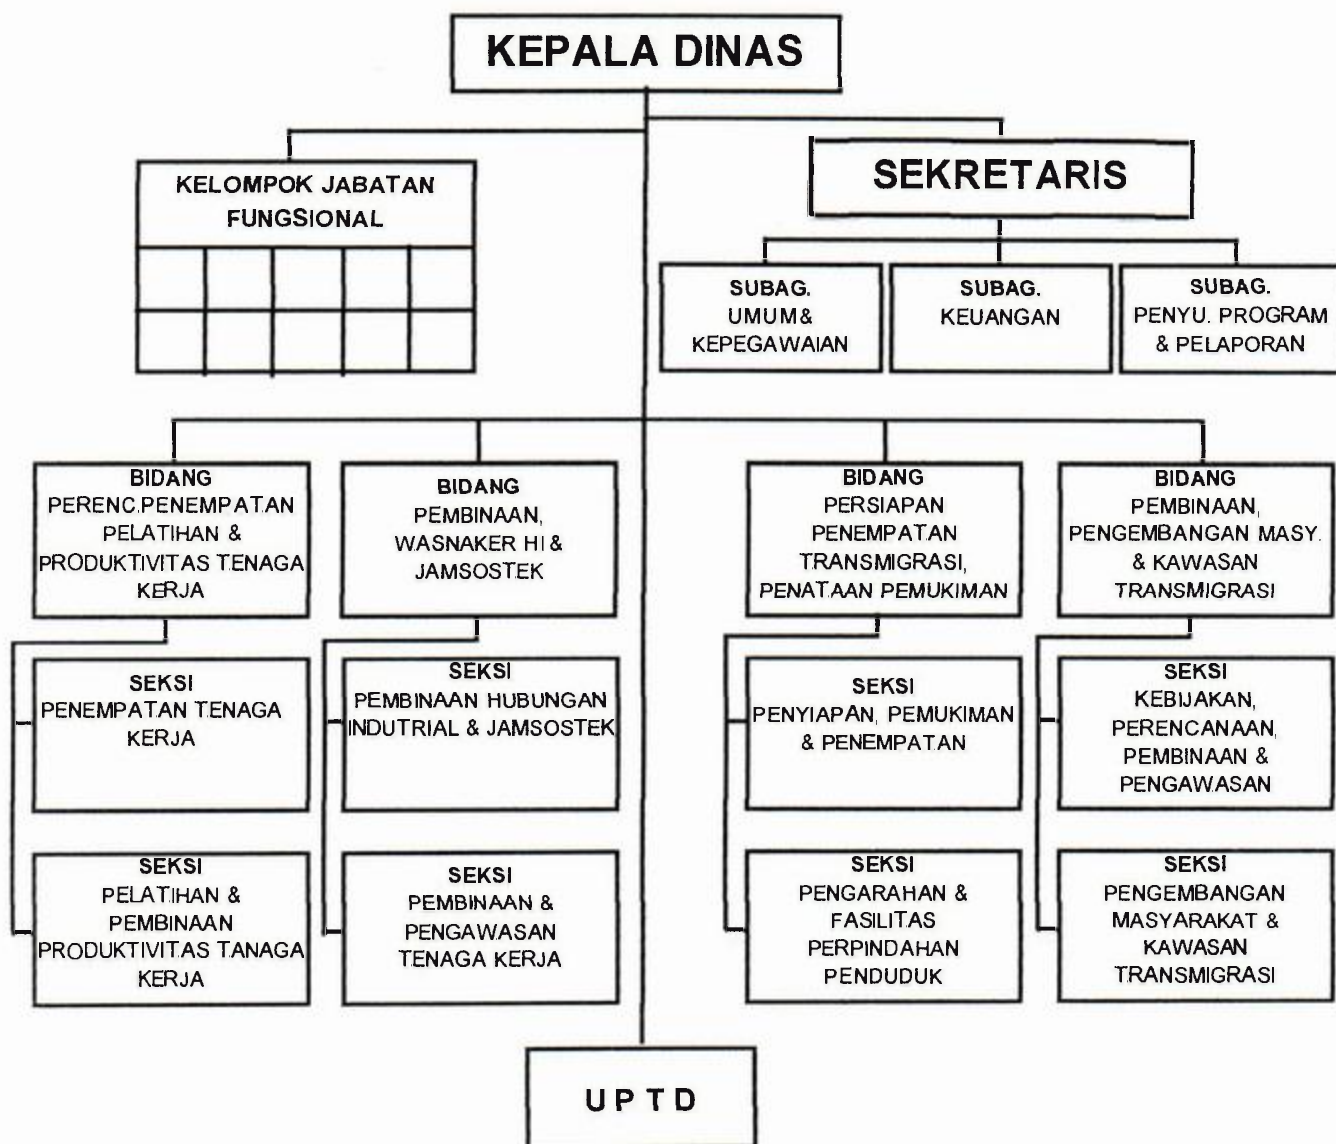 KEPALA DINAS
KELOMPOK JABATAN
FUNGSIONAL
SEKRETARIS
SUBAG.
UMUM &
KEPEGAWAIAN
SUBAG.
KEUANGAN
SUBAG.
PENYU. PROGRAM
& PELAPORAN
BIDANG
PERENC.PENEMPATAN
PELATIHAN &
PRODUKTIVITAS TENAGA
KERJA
BIDANG
PEMBINAAN,
WASNAKER HI &
JAMSOSTEK
BIDANG
PERSIAPAN
PENEMPATAN
TRANSMIGRASI,
PENATAAN PEMUKIMAN
BIDANG
PEMBINAAN,
PENGEMBANGAN MASY.
& KAWASAN
TRANSMIGRASI
SEKSI
PENEMPATAN TENAGA
KERJA
SEKSI
PEMBINAAN HUBUNGAN
INDUTRIAL & JAMSOSTEK
SEKSI
PENYIAPAN, PEMUKIMAN
& PENEMPATAN
SEKSI
KEBIJAKAN,
PERENCANAAN,
PEMBINAAN &
PENGAWASAN
SEKSI
PELATIHAN &
PEMBINAAN
PRODUKTIVITAS TANAGA
KERJA
SEKSI
PEMBINAAN &
PENGAWASAN
TENAGA KERJA
SEKSI
PENGARAHAN &
FASILITAS
PERPINDAHAN
PENDUDUK
SEKSI
PENGEMBANGAN
MASYARAKAT &
KAWASAN
TRANSMIGRASI
U P T D